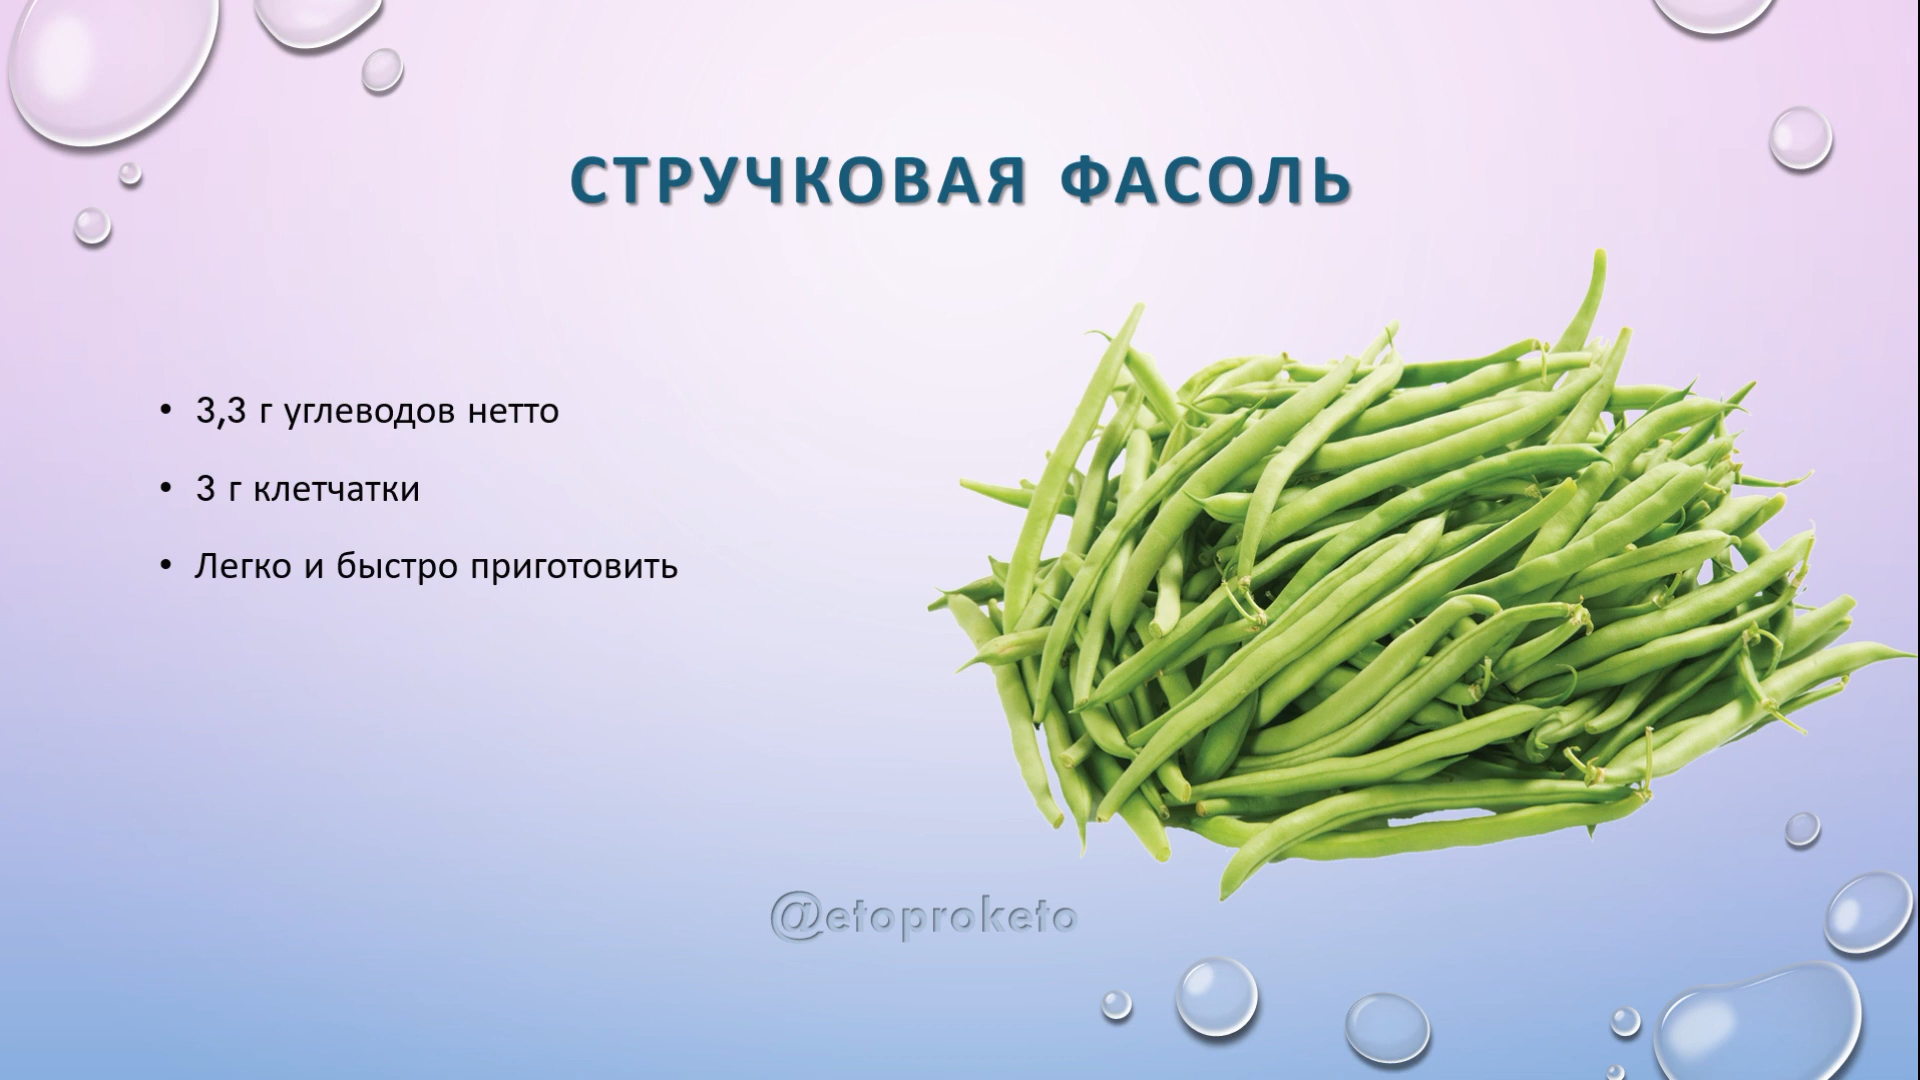 СТРУЧКОВАЯ ФАСОЛЬ
• 3,3 г углеводов нетто
• 3 г клетчатки
• Легко и быстро приготовить
@etoproketo